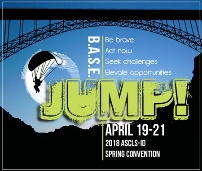 B.A.S.E.
Be brave
Act now
Seek challenges
Elevate opportunities
JUMP!
APRIL 19-21
2018 ASCLS-ID
SPRING CONVENTION